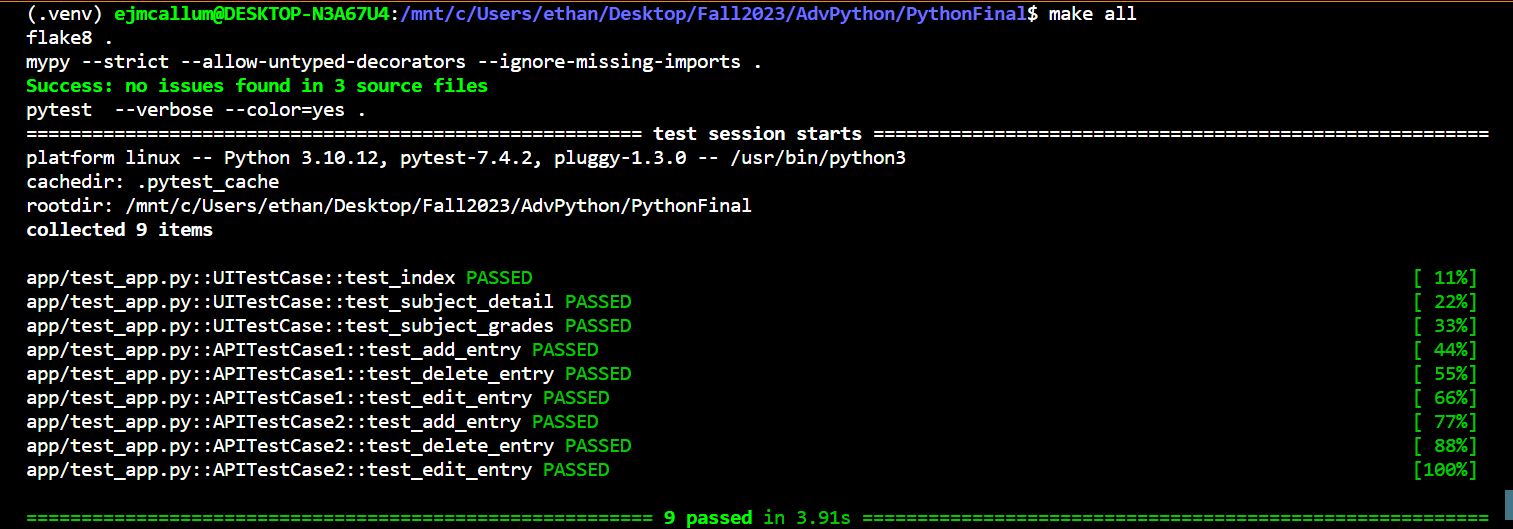 (.venv) ejmcallum@DESKTOP-N3A67U4:/mnt/c/Users/ethan/Desktop/Fall2023/AdvPython/PythonFinal$ make all
flake8 .
mypy --strict --allow-untyped-decorators --ignore-missing-imports .
Success: no issues found in 3 source files
pytest  --verbose --color=yes .
======================================================== test session starts ========================================================
platform linux -- Python 3.10.12, pytest-7.4.2, pluggy-1.3.0 -- /usr/bin/python3
cachedir: .pytest_cache
rootdir: /mnt/c/Users/ethan/Desktop/Fall2023/AdvPython/PythonFinal
collected 9 items
app/test_app.py::UITestCase::test_index PASSED [ 11%]
app/test_app.py::UITestCase::test_subject_detail PASSED [ 22%]
app/test_app.py::UITestCase::test_subject_grades PASSED [ 33%]
app/test_app.py::APITestCase1::test_add_entry PASSED [ 44%]
app/test_app.py::APITestCase1::test_delete_entry PASSED [ 55%]
app/test_app.py::APITestCase1::test_edit_entry PASSED [ 66%]
app/test_app.py::APITestCase2::test_add_entry PASSED [ 77%]
app/test_app.py::APITestCase2::test_delete_entry PASSED [ 88%]
app/test_app.py::APITestCase2::test_edit_entry PASSED [100%]
========================================================= 9 passed in 3.91s =========================================================